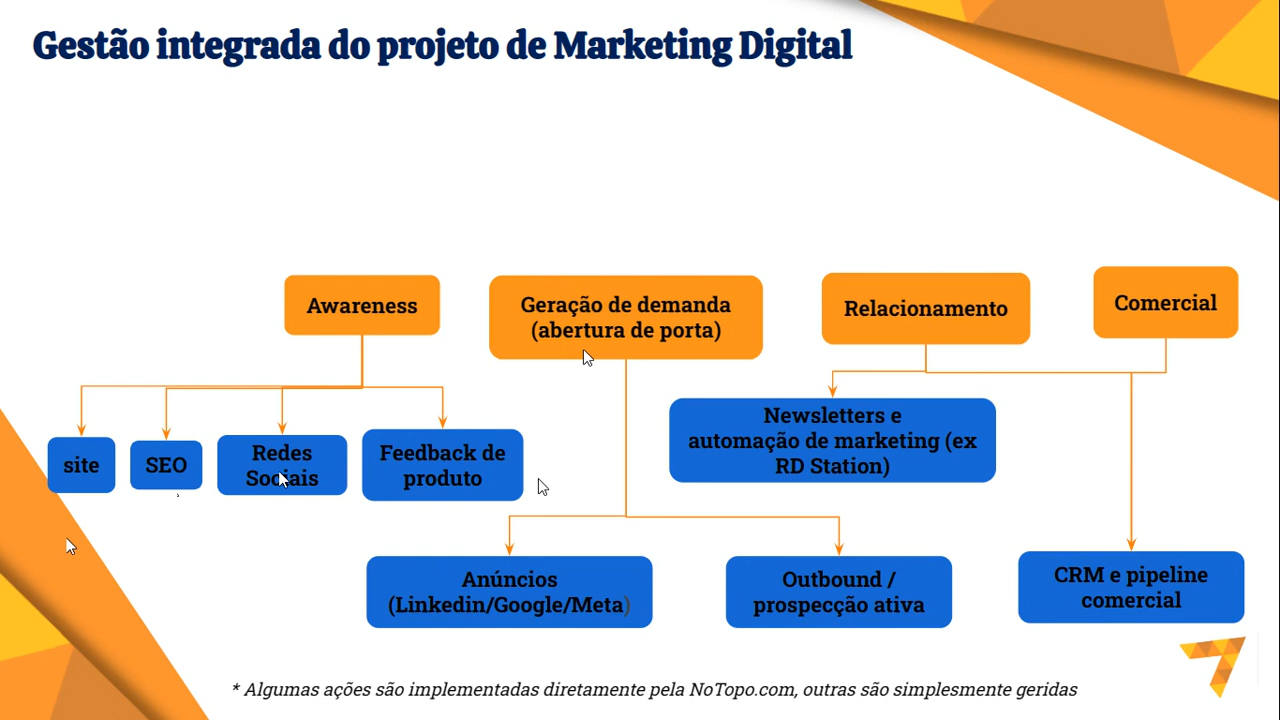 Gestão integrada do projeto de Marketing Digital
Awareness
Geração de demanda
(abertura de porta)
Relacionamento
Comercial
site
SEO
Redes
Sociais
Feedback de
produto
Newsletters e
automação de marketing (ex
RD Station)
Anúncios
(Linkedin/Google/Meta)
Outbound /
prospecção ativa
CRM e pipeline
comercial
* Algumas ações são implementadas diretamente pela NoTopo.com, outras são simplesmente geridas